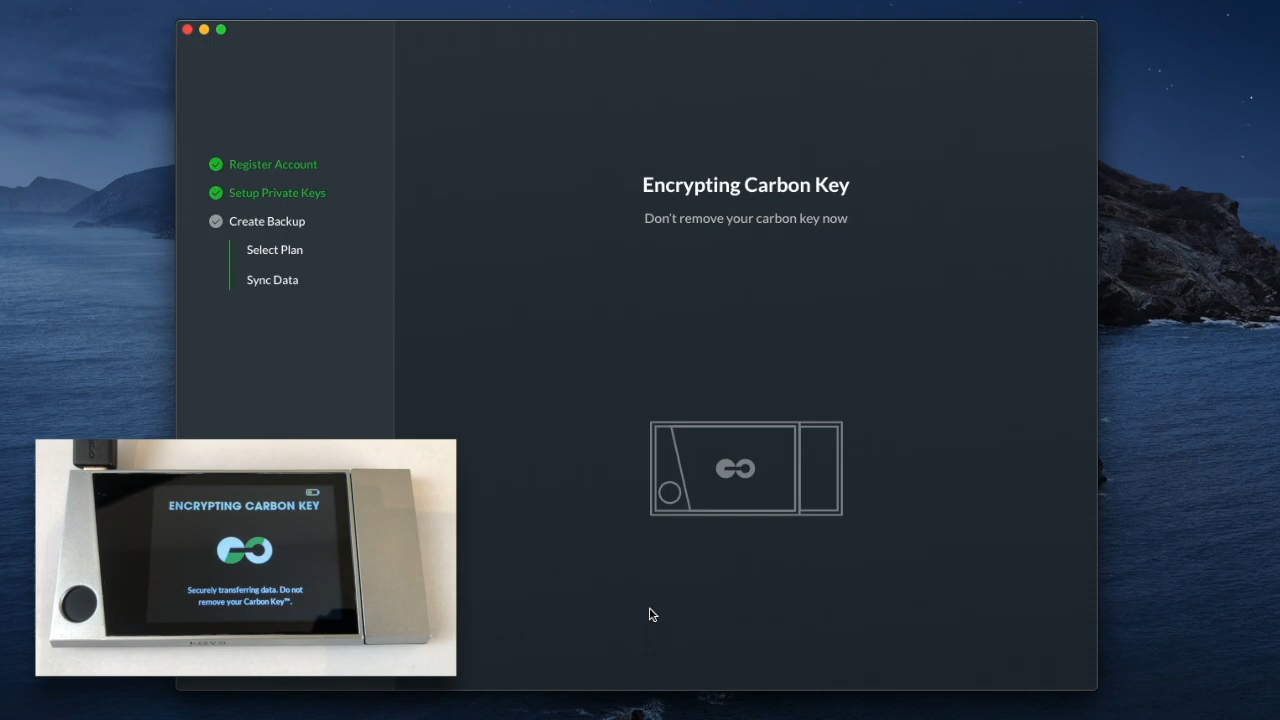 Register Account
Setup Private Keys
Create Backup
Select Plan
Sync Data
Encrypting Carbon Key
Don't remove your carbon key now
ENCRYPTING CARBON KEY
Securely transferring data. Do not
remove your Carbon Key™.